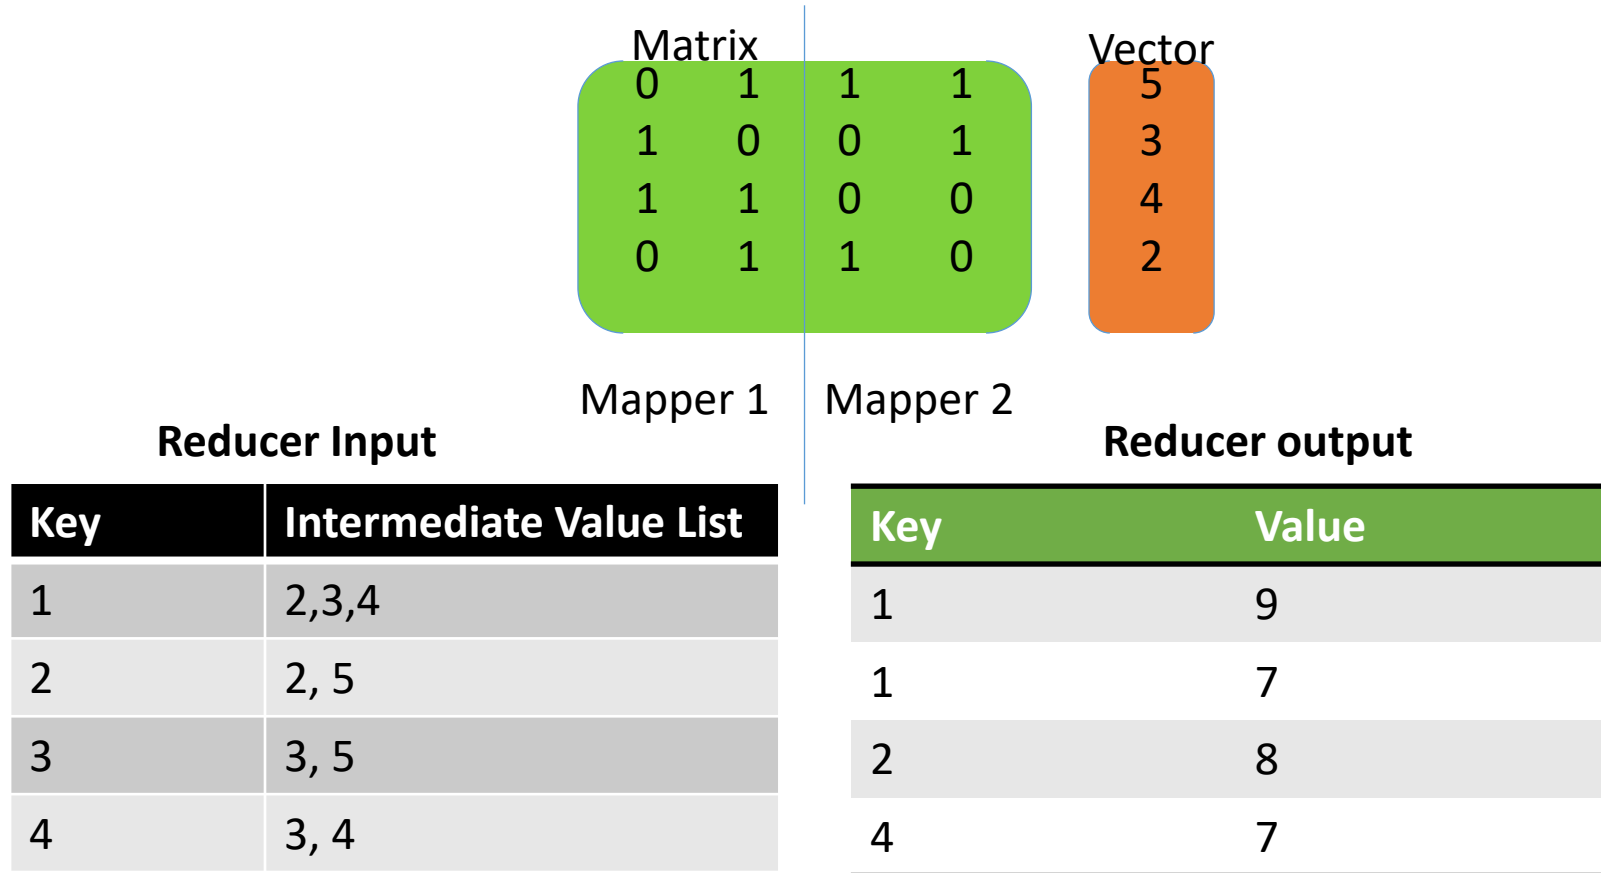 Matrix Vector
0 1 1 1 5
1 0 0 1 3
1 1 0 0 4
0 1 1 0 2
Mapper 1 Mapper 2
Reducer Input Reducer output
Key Intermediate Value List Key Value
1 2,3,4 1 9
2 2, 5 1 7
3 3, 5 2 8
4 3, 4 4 7